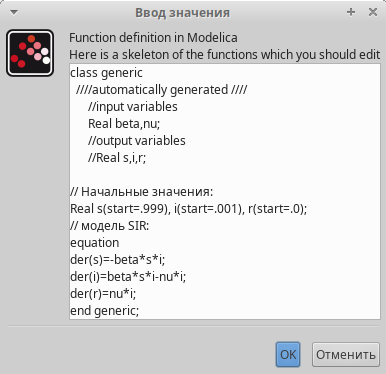 Ввод значения
Function definition in Modelica
Here is a skeleton of the functions which you should edit
class generic
////automatically generated ////
//input variables
Real beta,nu;
//output variables
//Real s,i,r;
// Начальные значения:
Real s(start=.999), i(start=.001), r(start=.0);
// модель SIR:
equation
der(s)=-beta*s*i;
der(i)=beta*s*i-nu*i;
der(r)=nu*i;
end generic;
OK
Отменить